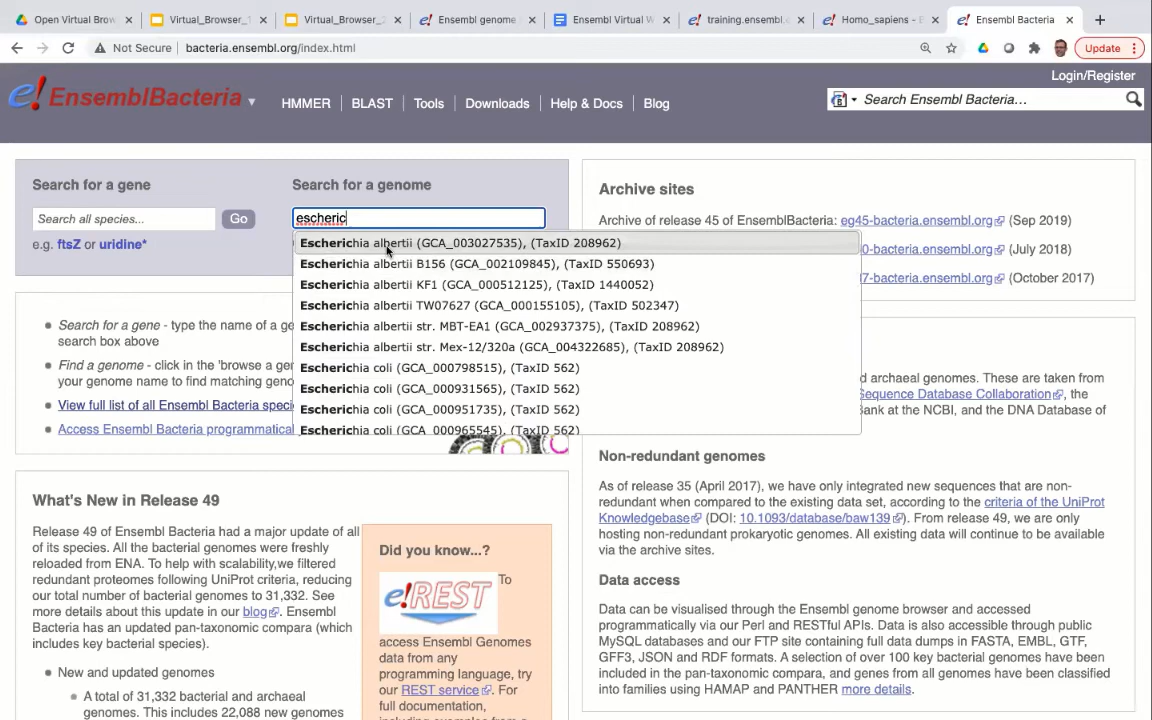 Open Virtual Brow
Virtual_Browser_1
Virtual_Browser_2
Ensembl genome
Ensembl Virtual W
training.ensembl.c
Homo_sapiens - E
Ensembl Bacteria
Not Secure
bacteria.ensembl.org/index.html
Update
Login/Register
e!EnsemblBacteria
HMMER
BLAST
Tools
Downloads
Help & Docs
Blog
Search Ensembl Bacteria…
Search for a gene
Search all species...
Go
e.g. ftsZ or uridine*
Search for a genome
escheric
Escherichia albertii (GCA_003027535), (TaxID 208962)
Escherichia albertii B156 (GCA_002109845), (TaxID 550693)
Escherichia albertii KF1 (GCA_000512125), (TaxID 1440052)
Escherichia albertii TW07627 (GCA_000155105), (TaxID 502347)
Escherichia albertii str. MBT-EA1 (GCA_002937375), (TaxID 208962)
Escherichia albertii str. Mex-12/320a (GCA_004322685), (TaxID 208962)
Escherichia coli (GCA_000798515), (TaxID 562)
Escherichia coli (GCA_000931565), (TaxID 562)
Escherichia coli (GCA_000951735), (TaxID 562)
Escherichia coli (GCA_000965545), (TaxID 562)
Search for a gene - type the name of a ge
search box above
Find a genome - click in the 'browse a gen
your genome name to find matching genom
View full list of all Ensembl Bacteria speci
Access Ensembl Bacteria programmatical
What's New in Release 49
Release 49 of Ensembl Bacteria had a major update of all
of its species. All the bacterial genomes were freshly
reloaded from ENA. To help with scalability,we filtered
redundant proteomes following UniProt criteria, reducing
our total number of bacterial genomes to 31,332. See
more details about this update in our blog. Ensembl
Bacteria has an updated pan-taxonomic compara (which
includes key bacterial species).
New and updated genomes
A total of 31,332 bacterial and archaeal
genomes. This includes 22,088 new genomes
Did you know...?
e!REST
To
access Ensembl Genomes
data from any
programming language, try
our REST service. For
full documentation,
including examples from a
Archive sites
Archive of release 45 of EnsemblBacteria: eg45-bacteria.ensembl.org (Sep 2019)
0-bacteria.ensembl.org (July 2018)
7-bacteria.ensembl.org (October 2017)
d archaeal genomes. These are taken from
Sequence Database Collaboration,
Bank at the NCBI, and the DNA Database of
Non-redundant genomes
As of release 35 (April 2017), we have only integrated new sequences that are non-
redundant when compared to the existing data set, according to the criteria of the UniProt
Knowledgebase (DOI: 10.1093/database/baw139). From release 49, we are only
hosting non-redundant prokaryotic genomes. All existing data will continue to be available
via the archive sites.
Data access
Data can be visualised through the Ensembl genome browser and accessed
programmatically via our Perl and RESTful APIs. Data is also accessible through public
MySQL databases and our FTP site containing full data dumps in FASTA, EMBL, GTF,
GFF3, JSON and RDF formats. A selection of over 100 key bacterial genomes have been
included in the pan-taxonomic compara, and genes from all genomes have been classified
into families using HAMAP and PANTHER more details.